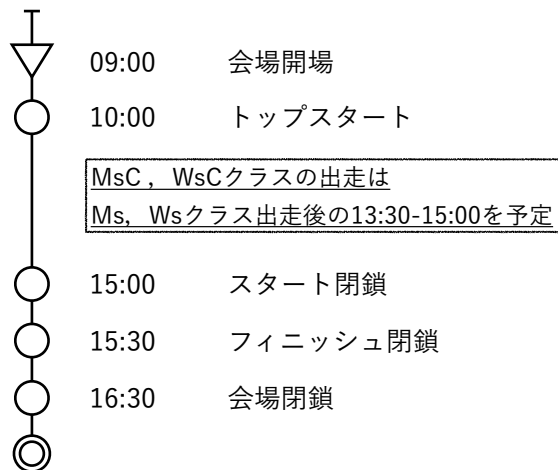 09:00 会場開場
10:00 トップスタート
MsC，WsCクラスの出走は
Ms，Wsクラス出走後の13:30-15:00を予定
15:00 スタート閉鎖
15:30 フィニッシュ閉鎖
16:30 会場閉鎖